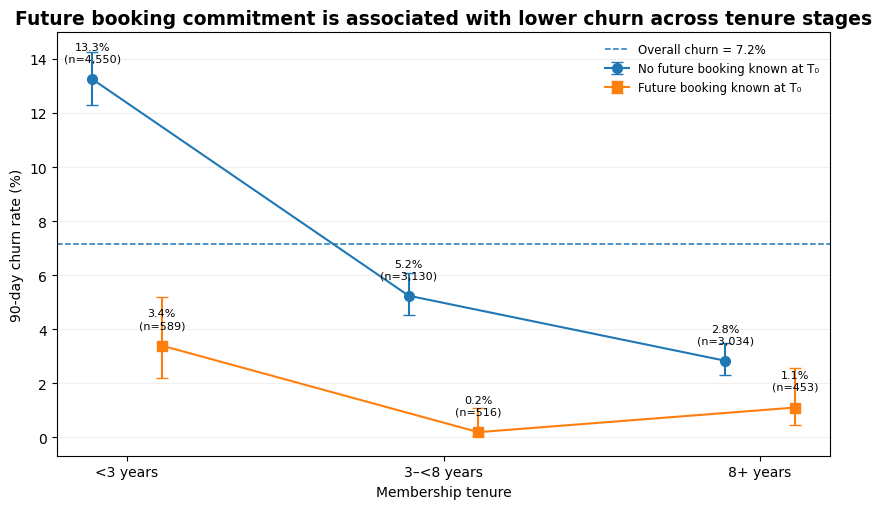 Future booking commitment is associated with lower churn across tenure stages
14
12
10
8
6
4
2
0
90-day churn rate (%)
Overall churn = 7.2%
No future booking known at T₀
Future booking known at T₀
13.3%
(n=4,550)
5.2%
(n=3,130)
2.8%
(n=3,034)
3.4%
(n=589)
0.2%
(n=516)
1.1%
(n=453)
<3 years
3–<8 years
8+ years
Membership tenure